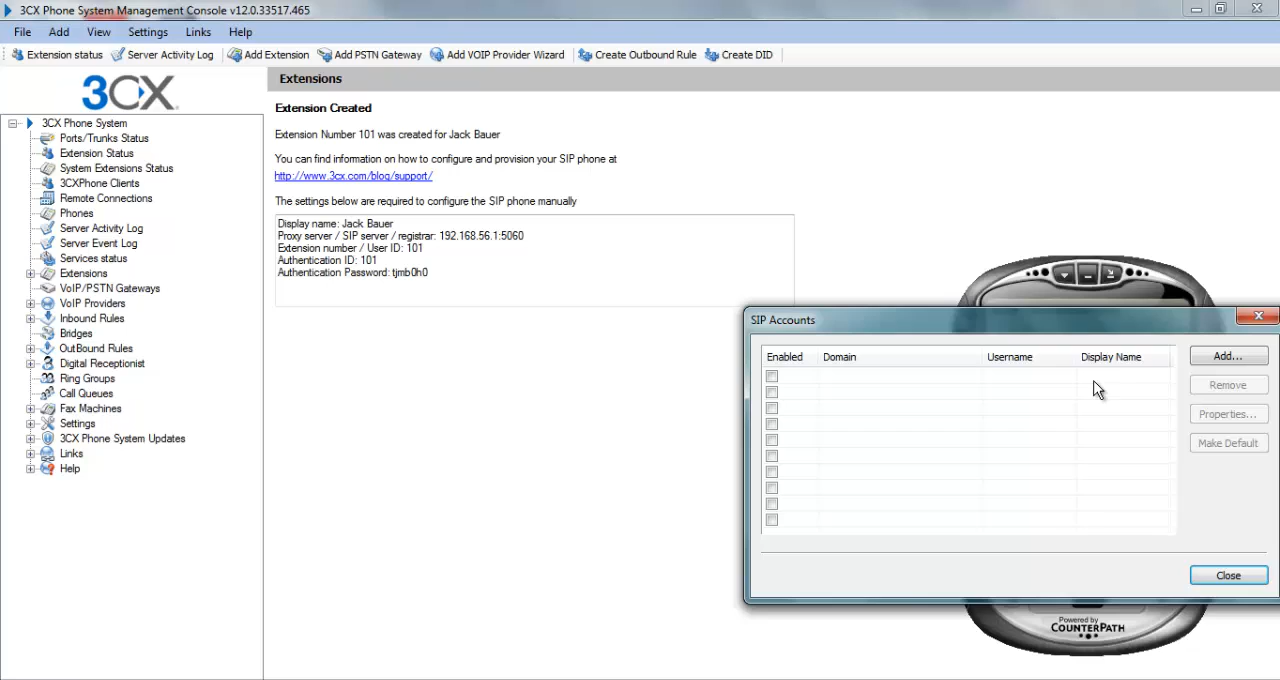 3CX Phone System Management Console v12.0.33517.465
File Add View Settings Links Help
Extension status Server Activity Log Add Extension Add PSTN Gateway Add VOIP Provider Wizard Create Outbound Rule Create DID
3CX
Extensions
3CX Phone System
Ports/Trunks Status
Extension Status
System Extensions Status
3CXPhone Clients
Remote Connections
Phones
Server Activity Log
Server Event Log
Services status
Extensions
VoIP/PSTN Gateways
VoIP Providers
Inbound Rules
Bridges
OutBound Rules
Digital Receptionist
Ring Groups
Call Queues
Fax Machines
Settings
3CX Phone System Updates
Links
Help
Extension Created
Extension Number 101 was created for Jack Bauer
You can find information on how to configure and provision your SIP phone at
http://www.3cx.com/blog/support/
The settings below are required to configure the SIP phone manually
Display name: Jack Bauer
Proxy server / SIP server / registrar: 192.168.56.1:5060
Extension number / User ID: 101
Authentication ID: 101
Authentication Password: tjmb0h0
SIP Accounts
Enabled Domain Username Display Name
Add...
Remove
Properties...
Make Default
Close
Powered by
COUNTERPATH